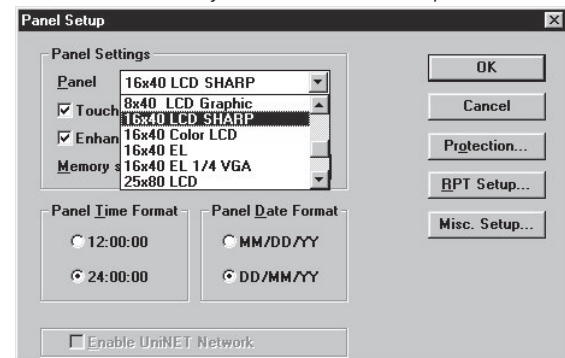 Panel Setup
Panel Settings
Panel 16x40 LCD SHARP
8x40 LCD Graphic
Touch
16x40 LCD SHARP
Enhan
16x40 Color LCD
16x40 EL
Memory s
16x40 EL 1/4 VGA
25x80 LCD
OK
Cancel
Protection...
RPT Setup...
Misc. Setup...
Panel Time Format
12:00:00
24:00:00
Panel Date Format
MM/DD/YY
DD/MM/YY
Enable UniNET Network